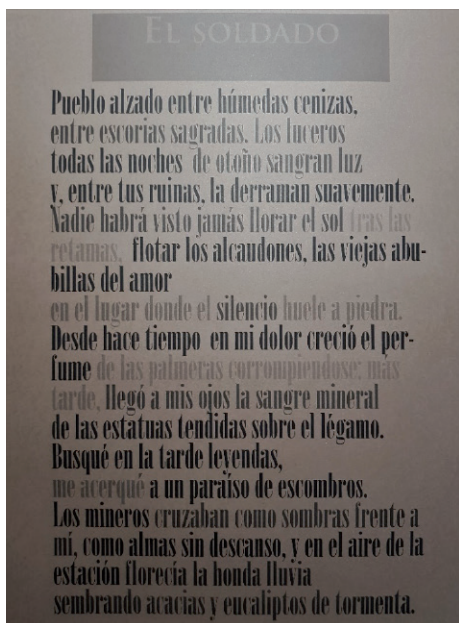 EL SOLDADO
Pueblo alzado entre húmedas cenizas,
entre escorias sagradas. Los luceros
todas las noches de otoño sangran luz
y, entre tus ruinas, la derraman suavemente.
Nadie habrá visto jamás llorar el sol tras las
retamas, flotar los alcaudones, las viejas abu-
billas del amor
en el lugar donde el silencio huele a piedra.
Desde hace tiempo en mi dolor creció el per-
fume de las palmeras corrompiendose; más
tarde, llegó a mis ojos la sangre mineral
de las estatuas tendidas sobre el légamo.
Busqué en la tarde leyendas,
me acerqué a un paraíso de escombros.
Los mineros cruzaban como sombras frente a
mí, como almas sin descanso, y en el aire de la
estación florecía la honda lluvia
sembrando acacias y eucaliptos de tormenta.